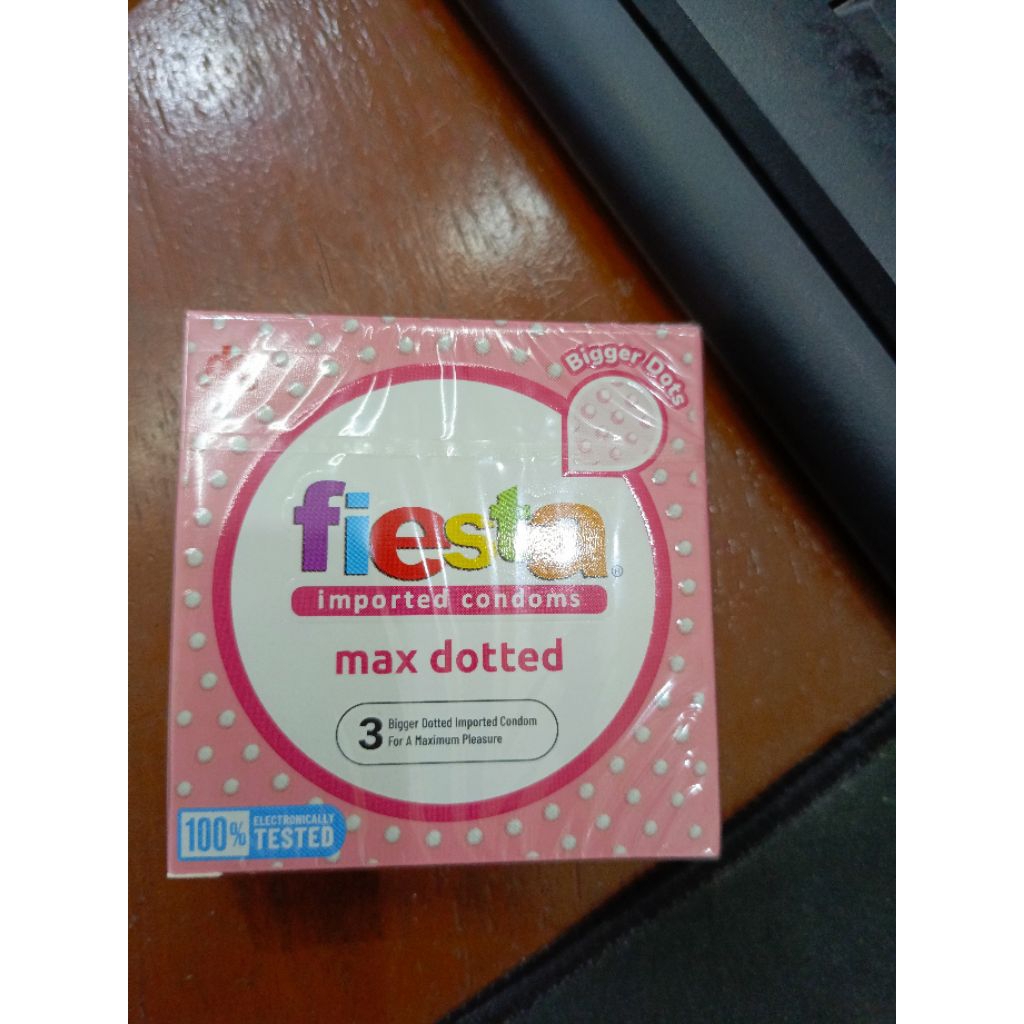 Bigger Dots
fiesta®
imported condoms
max dotted
3 Bigger Dotted Imported Condom
For A Maximum Pleasure
100% ELECTRONICALLY
TESTED